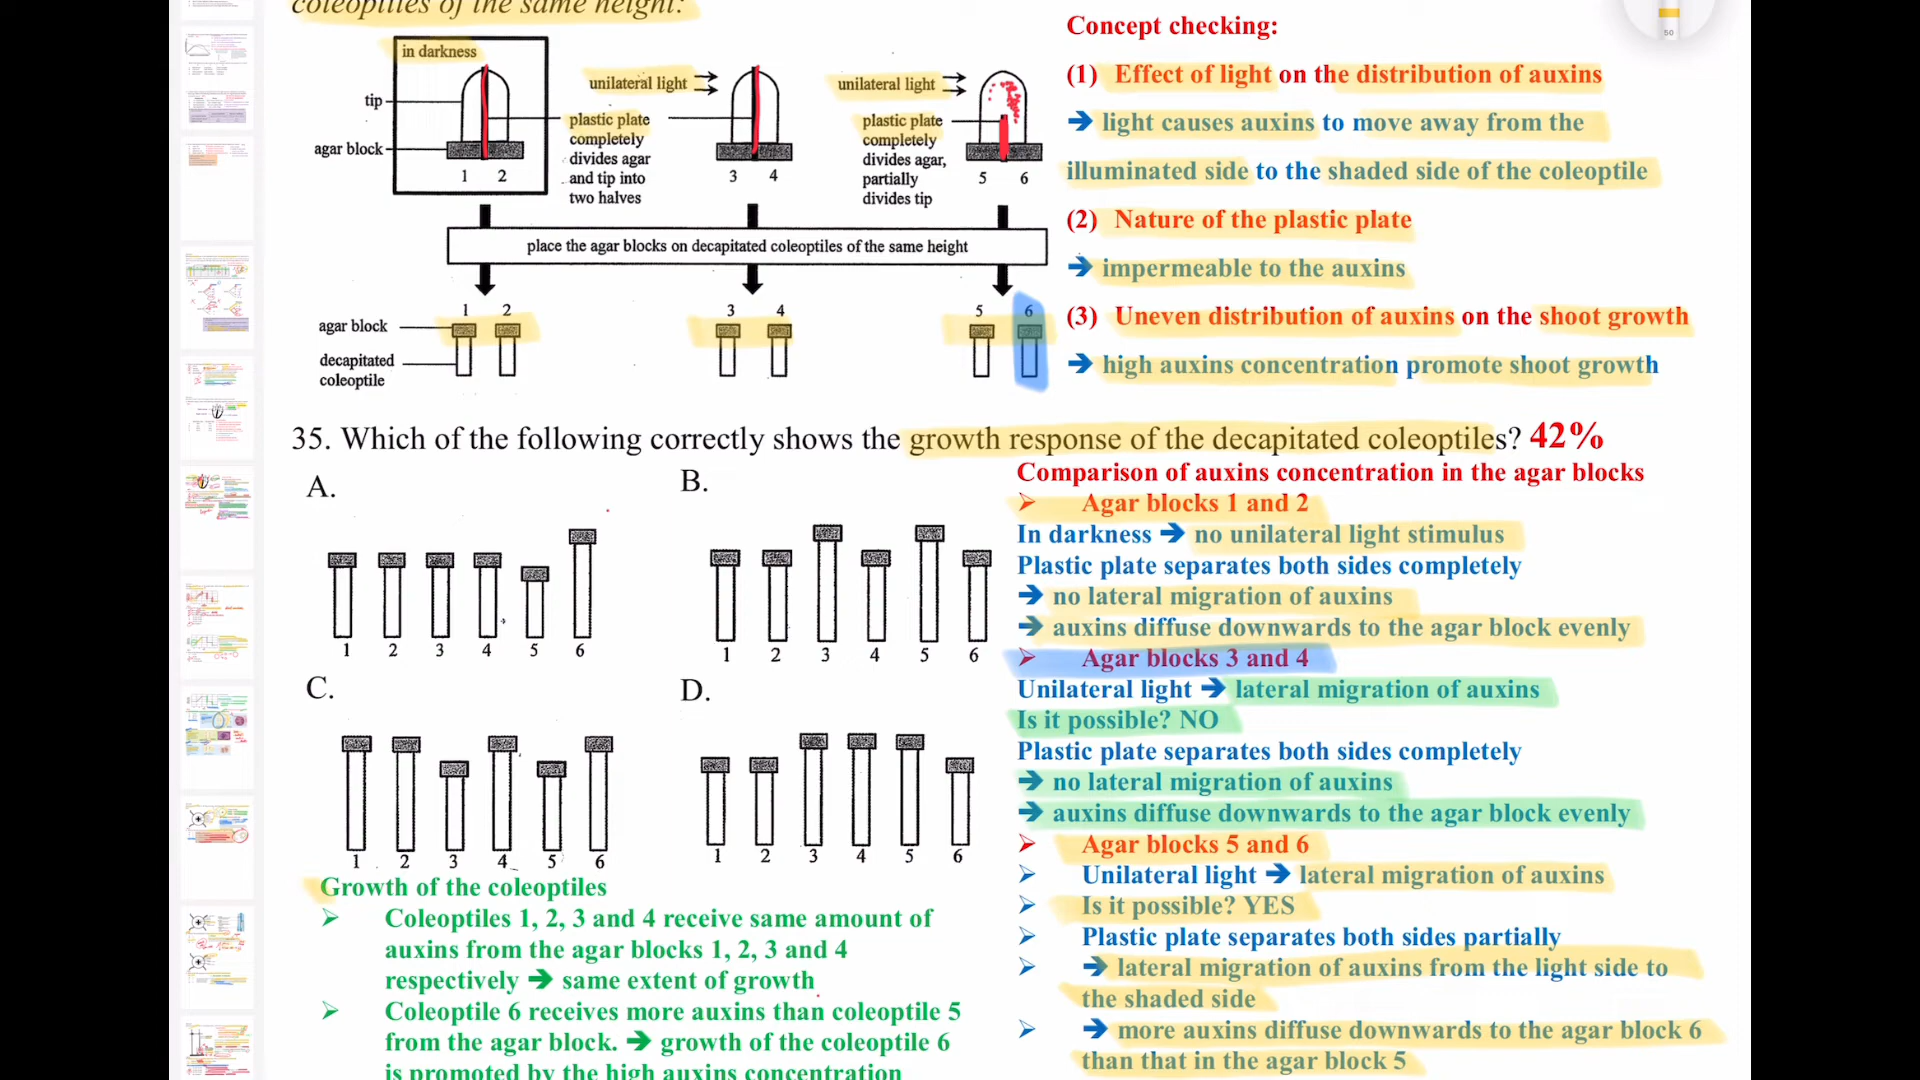 coleoptiles of the same height:
in darkness
tip
agar block
1 2
unilateral light
plastic plate
completely
divides agar
and tip into
two halves
3 4
unilateral light
plastic plate
completely
divides agar,
partially
divides tip
5 6
place the agar blocks on decapitated coleoptiles of the same height
1 2 3 4 5 6
agar block
decapitated
coleoptile
50
Concept checking:
(1) Effect of light on the distribution of auxins
➔ light causes auxins to move away from the
illuminated side to the shaded side of the coleoptile
(2) Nature of the plastic plate
➔ impermeable to the auxins
(3) Uneven distribution of auxins on the shoot growth
➔ high auxins concentration promote shoot growth
35. Which of the following correctly shows the growth response of the decapitated coleoptiles? 42%
A.
1 2 3 4 5 6
B.
1 2 3 4 5 6
C.
1 2 3 4 5 6
D.
1 2 3 4 5 6
Growth of the coleoptiles
➢ Coleoptiles 1, 2, 3 and 4 receive same amount of
auxins from the agar blocks 1, 2, 3 and 4
respectively ➔ same extent of growth
➢ Coleoptile 6 receives more auxins than coleoptile 5
from the agar block. ➔ growth of the coleoptile 6
is promoted by the high auxins concentration
Comparison of auxins concentration in the agar blocks
➢ Agar blocks 1 and 2
In darkness ➔ no unilateral light stimulus
Plastic plate separates both sides completely
➔ no lateral migration of auxins
➔ auxins diffuse downwards to the agar block evenly
➢ Agar blocks 3 and 4
Unilateral light ➔ lateral migration of auxins
Is it possible? NO
Plastic plate separates both sides completely
➔ no lateral migration of auxins
➔ auxins diffuse downwards to the agar block evenly
➢ Agar blocks 5 and 6
➢ Unilateral light ➔ lateral migration of auxins
➢ Is it possible? YES
➢ Plastic plate separates both sides partially
➢ ➔ lateral migration of auxins from the light side to
the shaded side
➢ ➔ more auxins diffuse downwards to the agar block 6
than that in the agar block 5